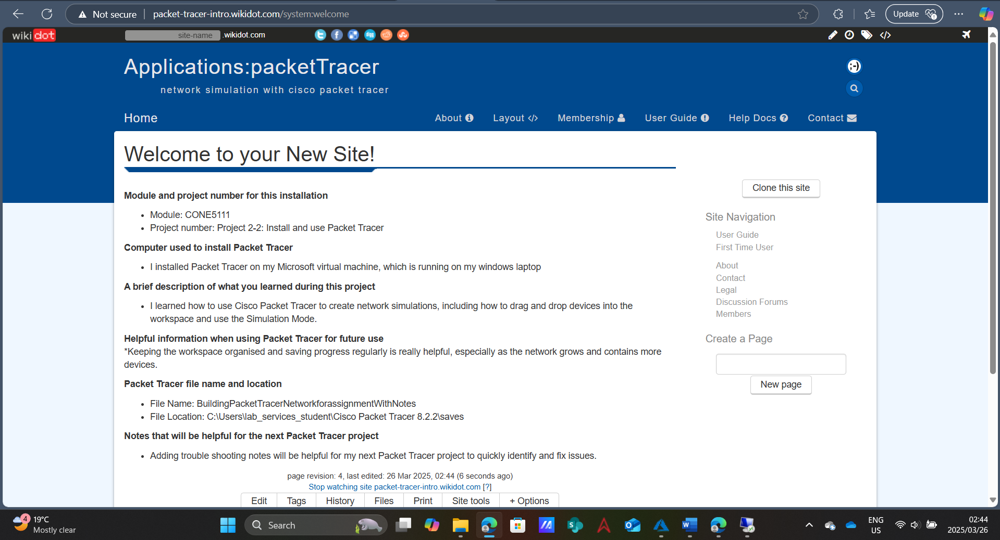 Not secure packet-tracer-intro.wikidot.com/system:welcome Update
wikidot site-name .wikidot.com digg
Applications:packetTracer
;-)
network simulation with cisco packet tracer
Home About Layout </> Membership User Guide Help Docs Contact
Welcome to your New Site!
Module and project number for this installation
• Module: CONE5111
• Project number: Project 2-2: Install and use Packet Tracer
Computer used to install Packet Tracer
• I installed Packet Tracer on my Microsoft virtual machine, which is running on my windows laptop
A brief description of what you learned during this project
• I learned how to use Cisco Packet Tracer to create network simulations, including how to drag and drop devices into the
workspace and use the Simulation Mode.
Helpful information when using Packet Tracer for future use
*Keeping the workspace organised and saving progress regularly is really helpful, especially as the network grows and contains more
devices.
Packet Tracer file name and location
• File Name: BuildingPacketTracerNetworkforassignmentWithNotes
• File Location: C:\Users\lab_services_student\Cisco Packet Tracer 8.2.2\saves
Notes that will be helpful for the next Packet Tracer project
• Adding trouble shooting notes will be helpful for my next Packet Tracer project to quickly identify and fix issues.
page revision: 4, last edited: 26 Mar 2025, 02:44 (6 seconds ago)
Stop watching site packet-tracer-intro.wikidot.com [?]
Edit Tags History Files Print Site tools + Options
Clone this site
Site Navigation
User Guide
First Time User
About
Contact
Legal
Discussion Forums
Members
Create a Page
New page
4 19°C
Mostly clear
Search
ENG
US
02:44
2025/03/26